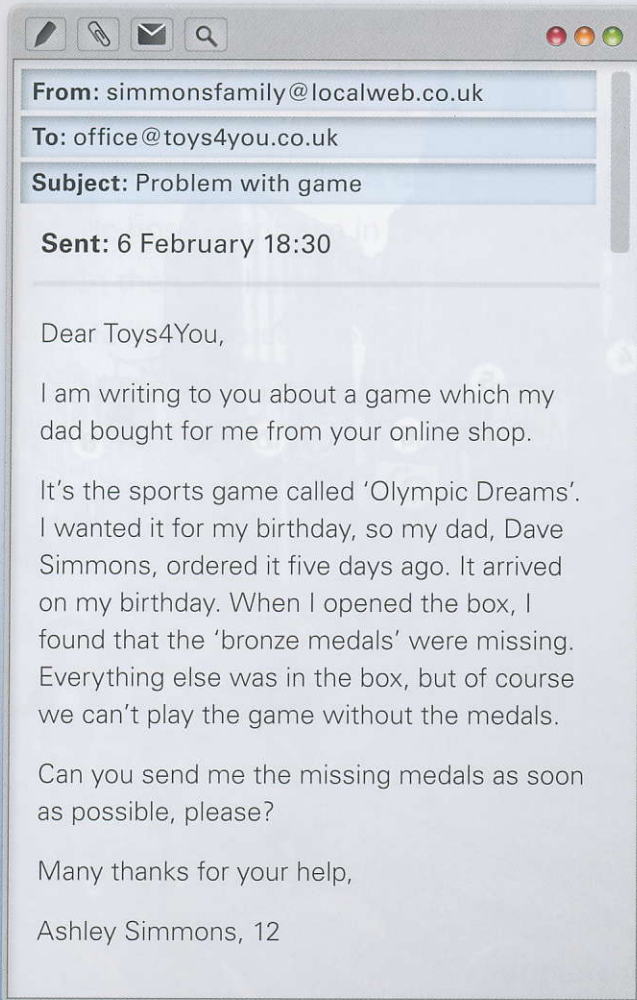 From: simmonsfamily@localweb.co.uk
To: office@toys4you.co.uk
Subject: Problem with game
Sent: 6 February 18:30
Dear Toys4You,
I am writing to you about a game which my
dad bought for me from your online shop.
It's the sports game called ‘Olympic Dreams’.
I wanted it for my birthday, so my dad, Dave
Simmons, ordered it five days ago. It arrived
on my birthday. When I opened the box, I
found that the ‘bronze medals’ were missing.
Everything else was in the box, but of course
we can't play the game without the medals.
Can you send me the missing medals as soon
as possible, please?
Many thanks for your help,
Ashley Simmons, 12